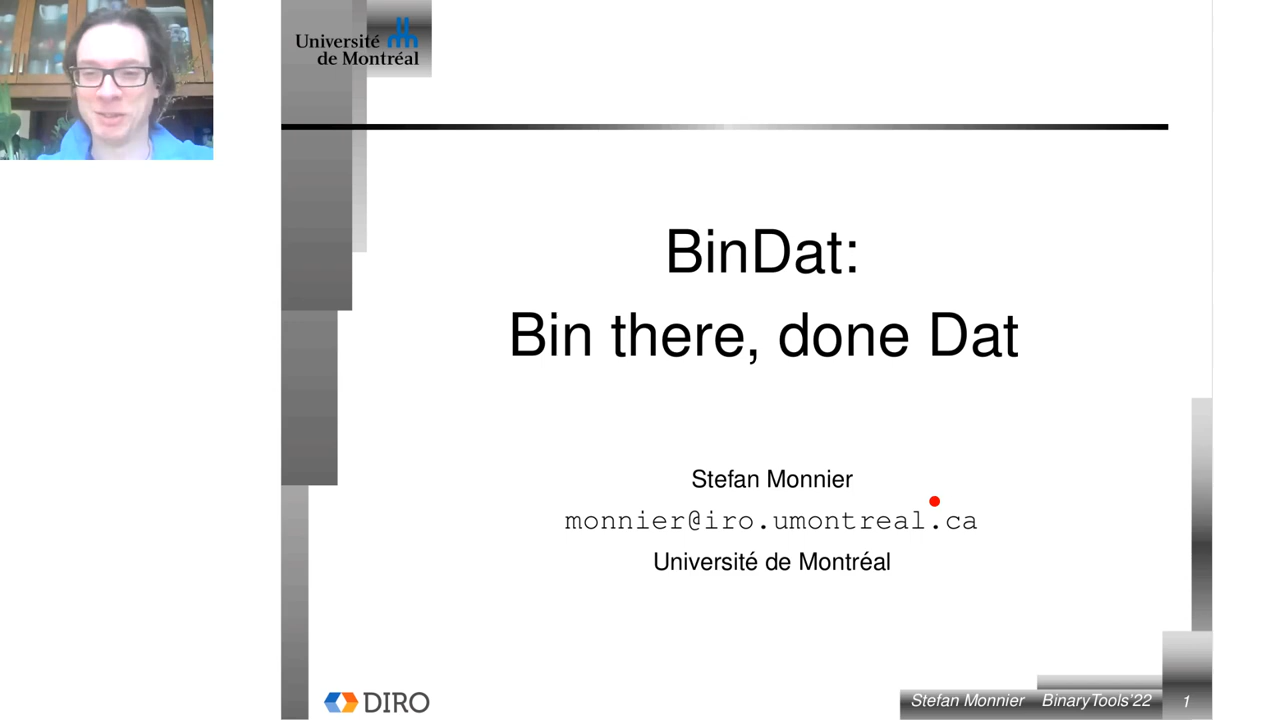 Université
de Montréal
BinDat:
Bin there, done Dat
Stefan Monnier
monnier@iro.umontreal.ca
Université de Montréal
DIRO
Stefan Monnier BinaryTools'22 1